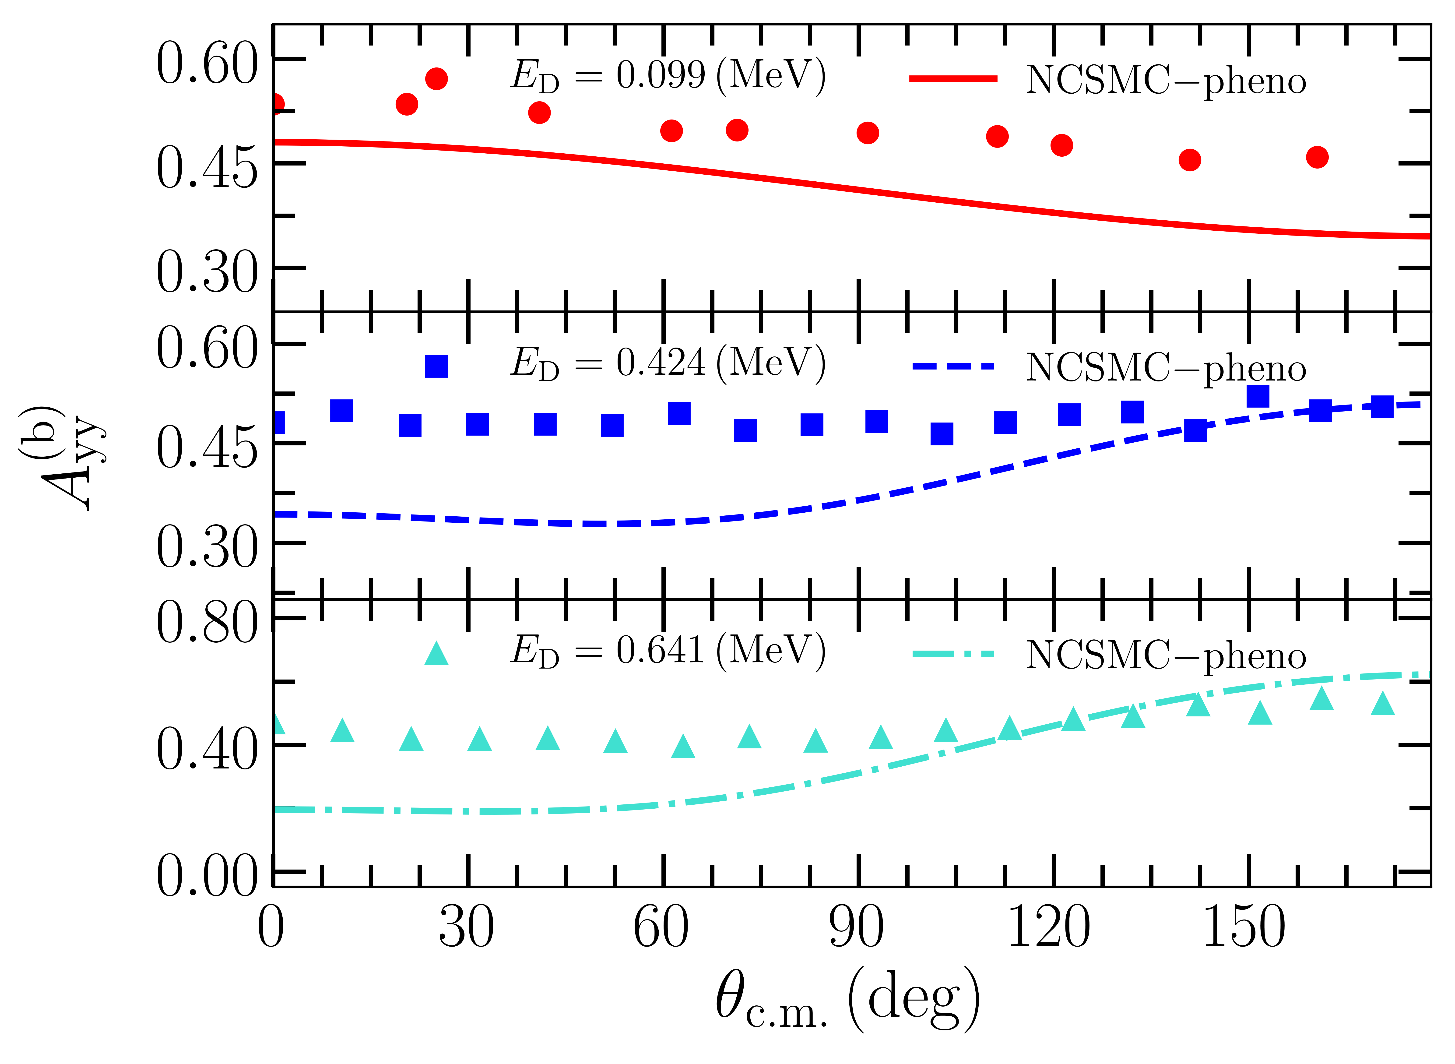 0.60
E_D = 0.099 (MeV) NCSMC−pheno
0.45
0.30
0.60
E_D = 0.424 (MeV) NCSMC−pheno
0.45
0.30
A_yy^(b)
0.80
E_D = 0.641 (MeV) NCSMC−pheno
0.40
0.00
0 30 60 90 120 150
θ_c.m. (deg)